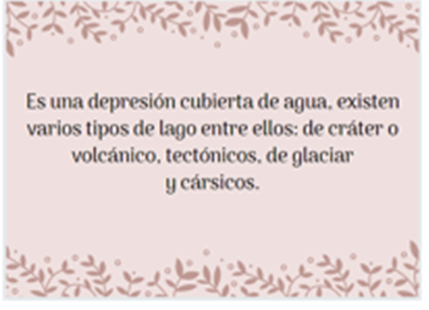 Es una depresión cubierta de agua, existen
varios tipos de lago entre ellos: de cráter o
volcánico, tectónicos, de glaciar
y cársicos.